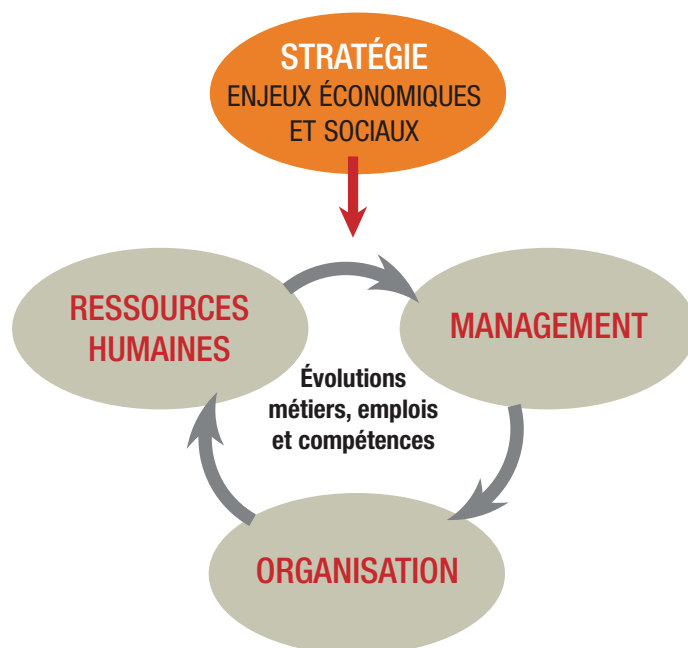 STRATÉGIE
ENJEUX ÉCONOMIQUES
ET SOCIAUX
RESSOURCES
HUMAINES
MANAGEMENT
Évolutions
métiers, emplois
et compétences
ORGANISATION